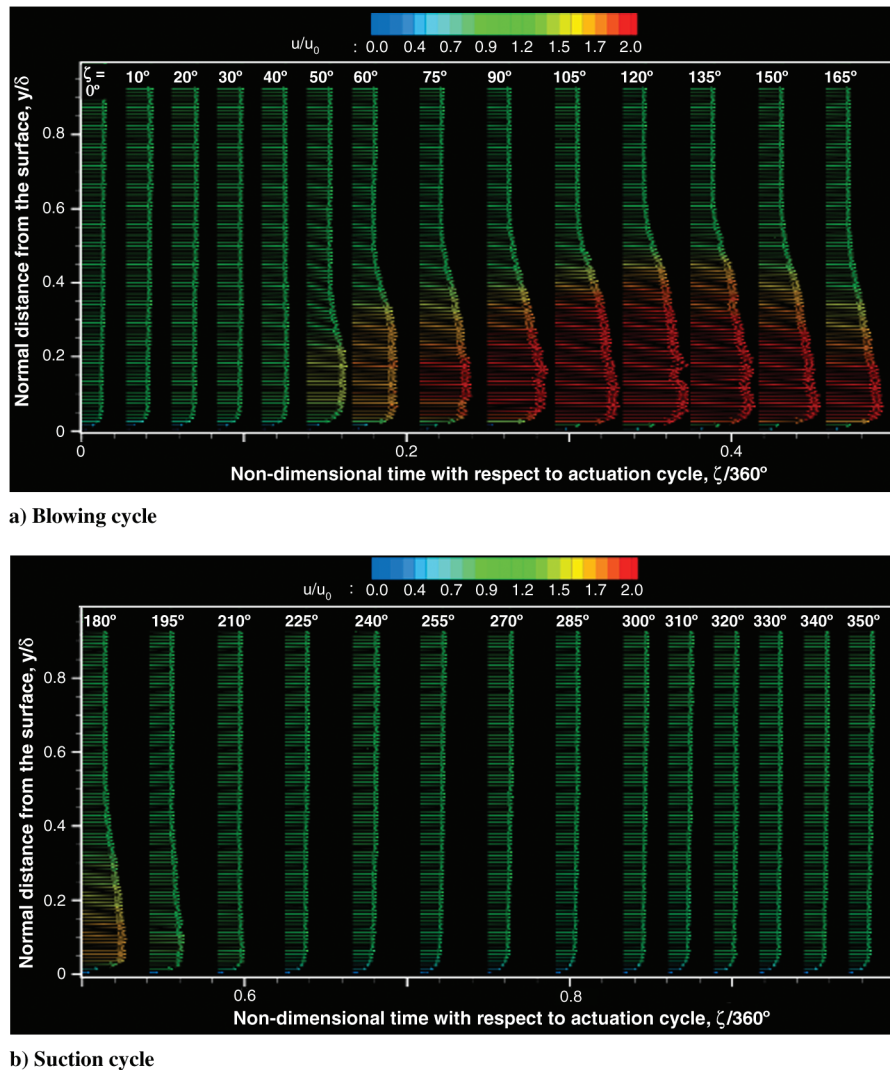 u/u₀ : 0.0 0.4 0.7 0.9 1.2 1.5 1.7 2.0
ζ = 0° 10° 20° 30° 40° 50° 60° 75° 90° 105° 120° 135° 150° 165°
Normal distance from the surface, y/δ
0.8
0.6
0.4
0.2
0
0 0.2 0.4
Non-dimensional time with respect to actuation cycle, ζ/360°
a) Blowing cycle
u/u₀ : 0.0 0.4 0.7 0.9 1.2 1.5 1.7 2.0
180° 195° 210° 225° 240° 255° 270° 285° 300° 310° 320° 330° 340° 350°
Normal distance from the surface, y/δ
0.8
0.6
0.4
0.2
0
0.6 0.8
Non-dimensional time with respect to actuation cycle, ζ/360°
b) Suction cycle